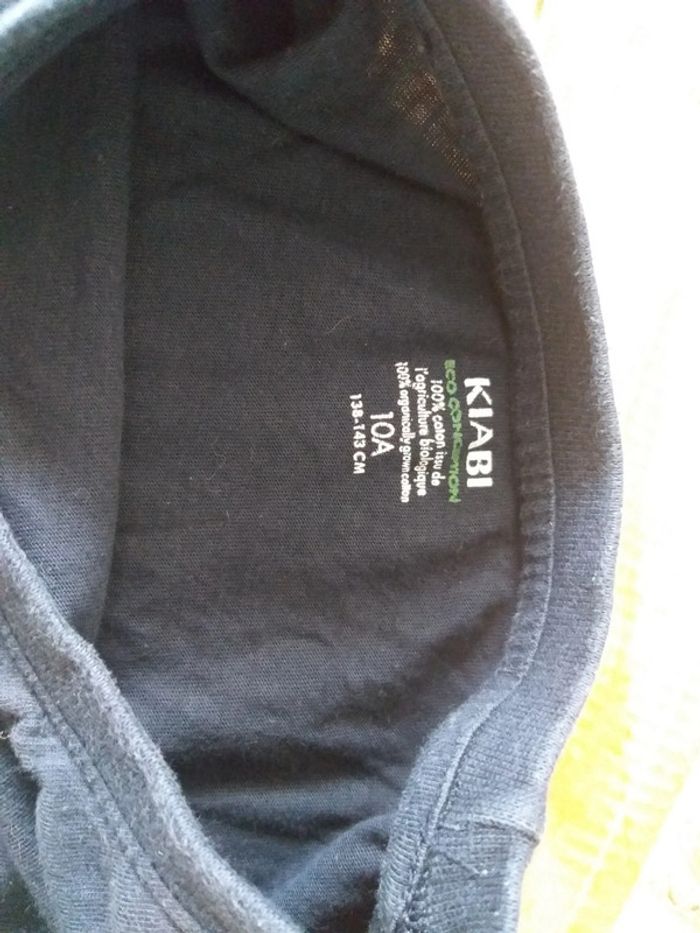 KIABI
ECO CONCEPTION
100% coton issu de
l'agriculture biologique
100% organically grown cotton
10A
138-143 CM